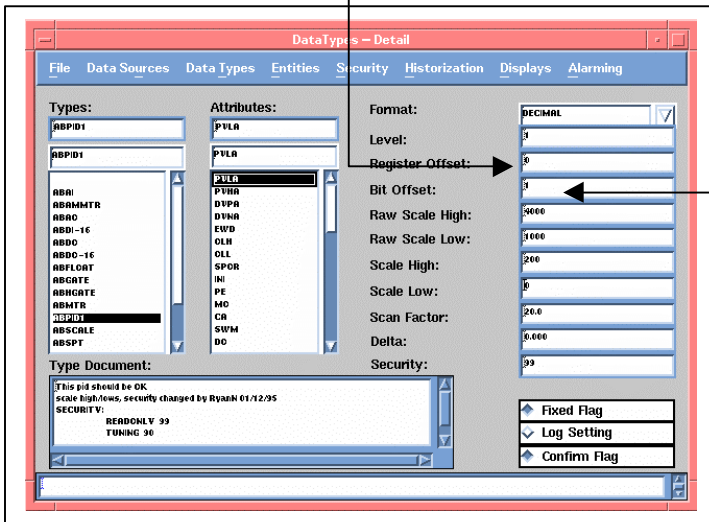 DataTypes – Detail
File Data Sources Data Types Entities Security Historization Displays Alarming
Types:
ABPID1
ABPID1
ABAI
ABAMMTR
ABAO
ABDI-16
ABDO
ABDO-16
ABFLOAT
ABGATE
ABHGATE
ABMTR
ABPID1
ABSCALE
ABSPT
Attributes:
PVLA
PVLA
PVLA
PVHA
DVPA
DVNA
EWD
CLH
CLL
SPOR
INI
PE
MO
CA
SWM
DO
Format: DECIMAL
Level: 1
Register Offset: 0
Bit Offset: 1
Raw Scale High: 4000
Raw Scale Low: 1000
Scale High: 200
Scale Low: 0
Scan Factor: 20.0
Delta: 0.000
Security: 99
Type Document:
This pid should be OK
scale high/lows, security changed by RyanN 01/12/95
SECURITY:
READONLY 99
TUNING 90
Fixed Flag
Log Setting
Confirm Flag